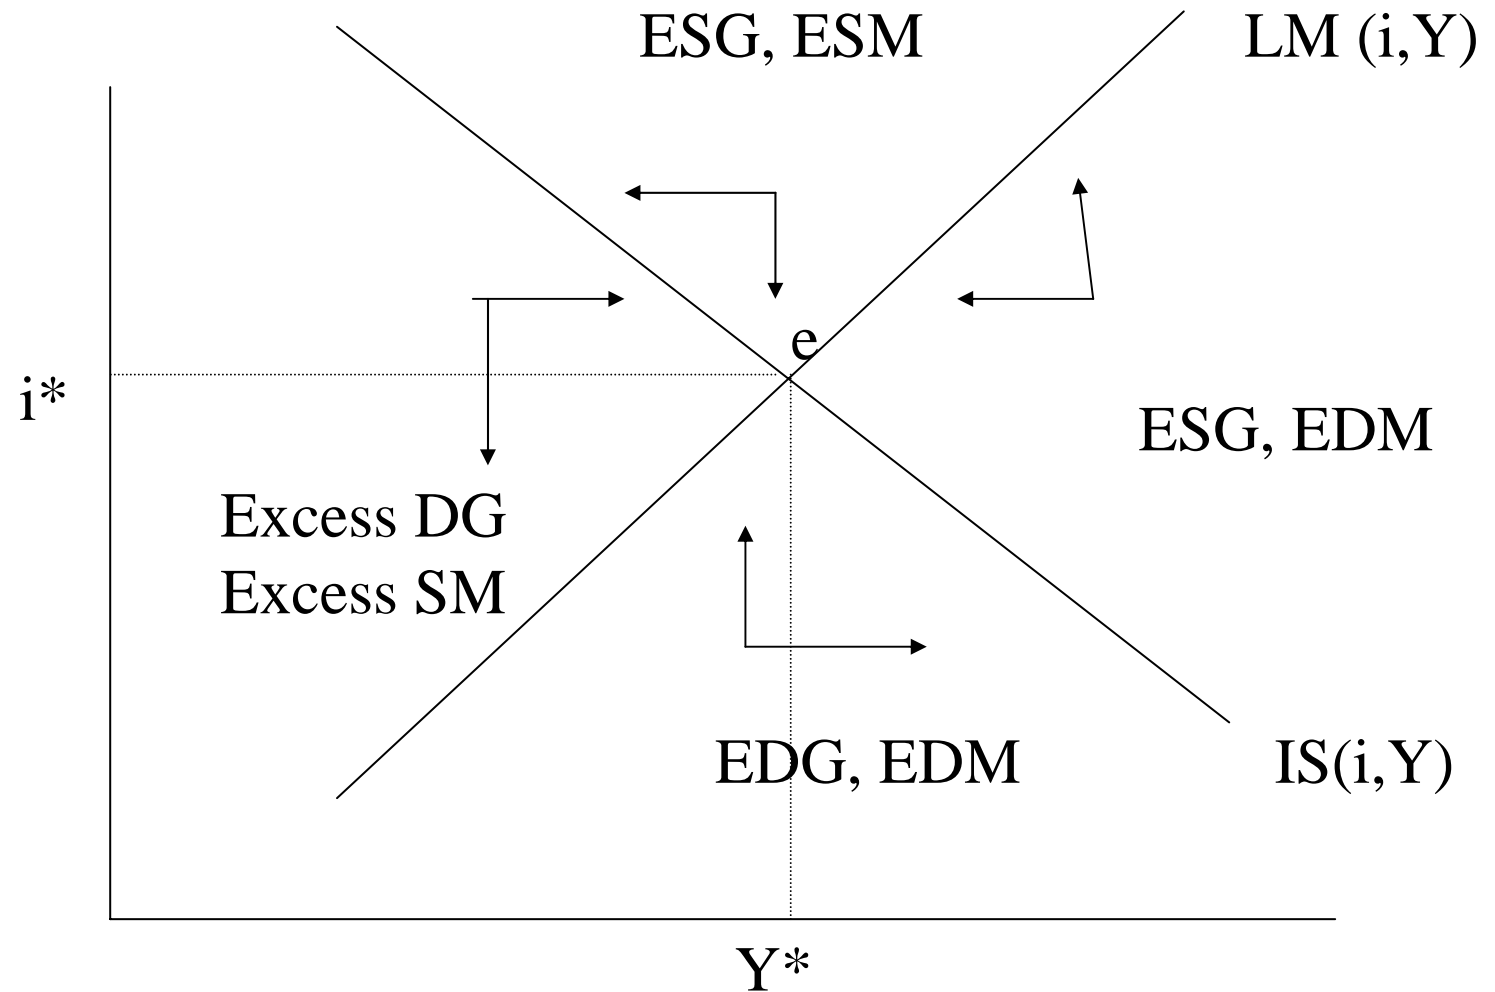 ESG, ESM
LM (i,Y)
e
i*
ESG, EDM
Excess DG
Excess SM
EDG, EDM
IS(i,Y)
Y*